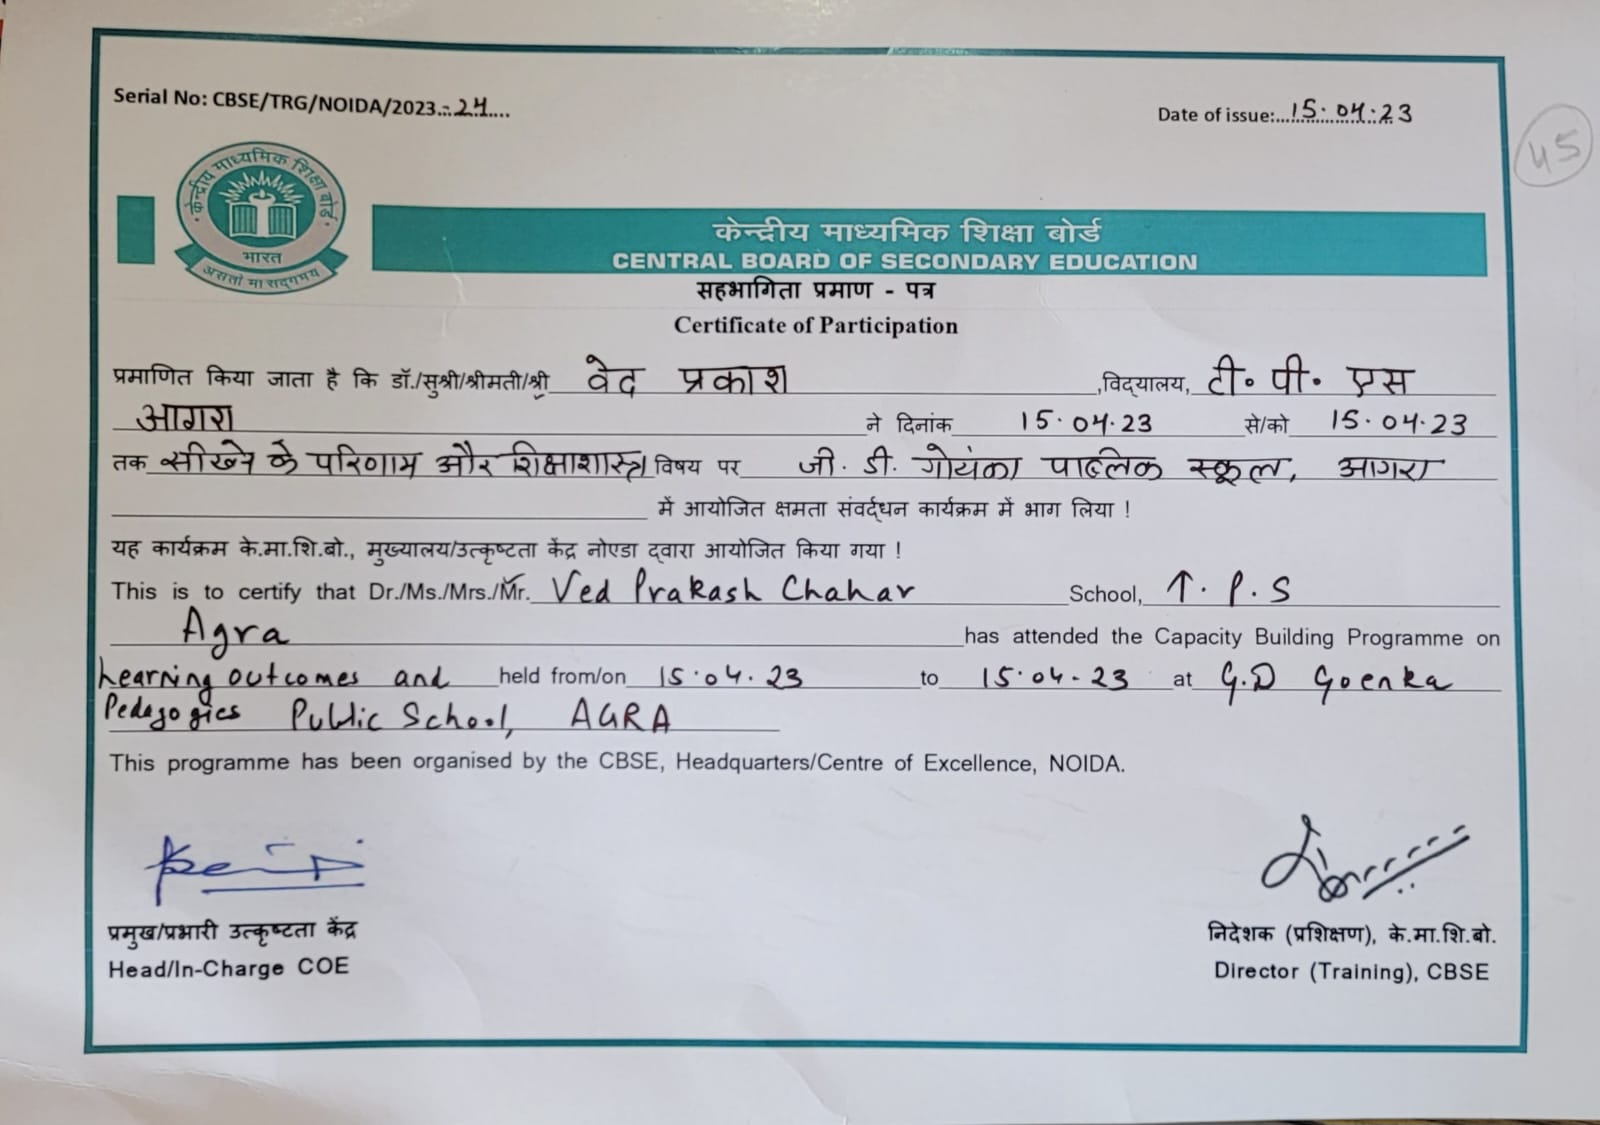 Serial No: CBSE/TRG/NOIDA/2023..-24....
Date of issue:...15.04.23
45
केन्द्रीय माध्यमिक शिक्षा बोर्ड
भारत
असतो मा सद्गमय
केन्द्रीय माध्यमिक शिक्षा बोर्ड
CENTRAL BOARD OF SECONDARY EDUCATION
सहभागिता प्रमाण - पत्र
Certificate of Participation
प्रमाणित किया जाता है कि डॉ./सुश्री/श्रीमती/श्री वेद प्रकाश ,विद्यालय, टी. पी. एस
आगरा ने दिनांक 15.04.23 से/को 15.04.23
तक सीखने के परिणाम और शिक्षाशास्त्र विषय पर जी. डी. गोयंका पब्लिक स्कूल, आगरा
में आयोजित क्षमता संवर्द्धन कार्यक्रम में भाग लिया !
यह कार्यक्रम के.मा.शि.बो., मुख्यालय/उत्कृष्टता केंद्र नोएडा द्वारा आयोजित किया गया !
This is to certify that Dr./Ms./Mrs./Mr. Ved Prakash Chahar School, T. P. S
Agra has attended the Capacity Building Programme on
Learning outcomes and held from/on 15.04.23 to 15.04-23 at G.D Goenka
Pedagogies Public School, AGRA
This programme has been organised by the CBSE, Headquarters/Centre of Excellence, NOIDA.
प्रमुख/प्रभारी उत्कृष्टता केंद्र
Head/In-Charge COE
निदेशक (प्रशिक्षण), के.मा.शि.बो.
Director (Training), CBSE